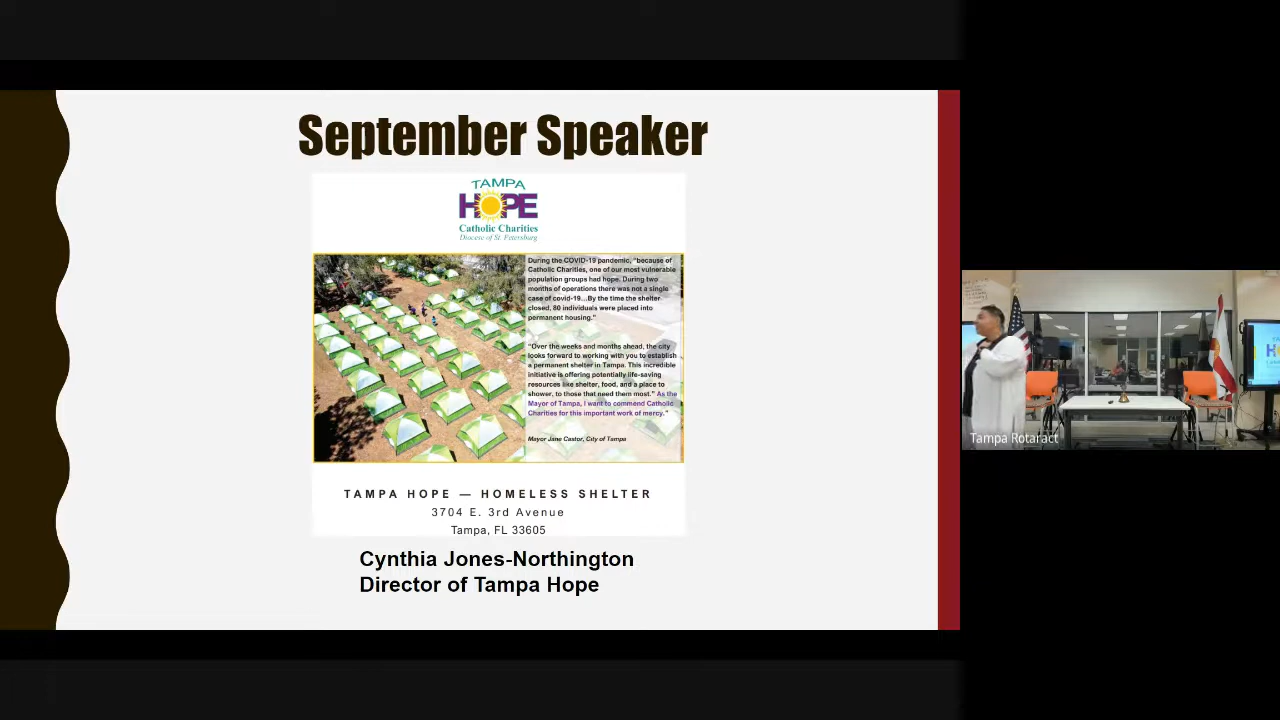 September Speaker
TAMPA
HOPE
Catholic Charities
Diocese of St. Petersburg
During the COVID-19 pandemic, "because of
Catholic Charities, one of our most vulnerable
population groups had hope. During two
months of operations there was not a single
case of covid-19...By the time the shelter
closed, 80 individuals were placed into
permanent housing."
"Over the weeks and months ahead, the city
looks forward to working with you to establish
a permanent shelter in Tampa. This incredible
initiative is offering potentially life-saving
resources like shelter, food, and a place to
shower, to those that need them most." As the
Mayor of Tampa, I want to commend Catholic
Charities for this important work of mercy."
Mayor Jane Castor, City of Tampa
TAMPA HOPE — HOMELESS SHELTER
3704 E. 3rd Avenue
Tampa, FL 33605
Cynthia Jones-Northington
Director of Tampa Hope
Tampa Rotaract